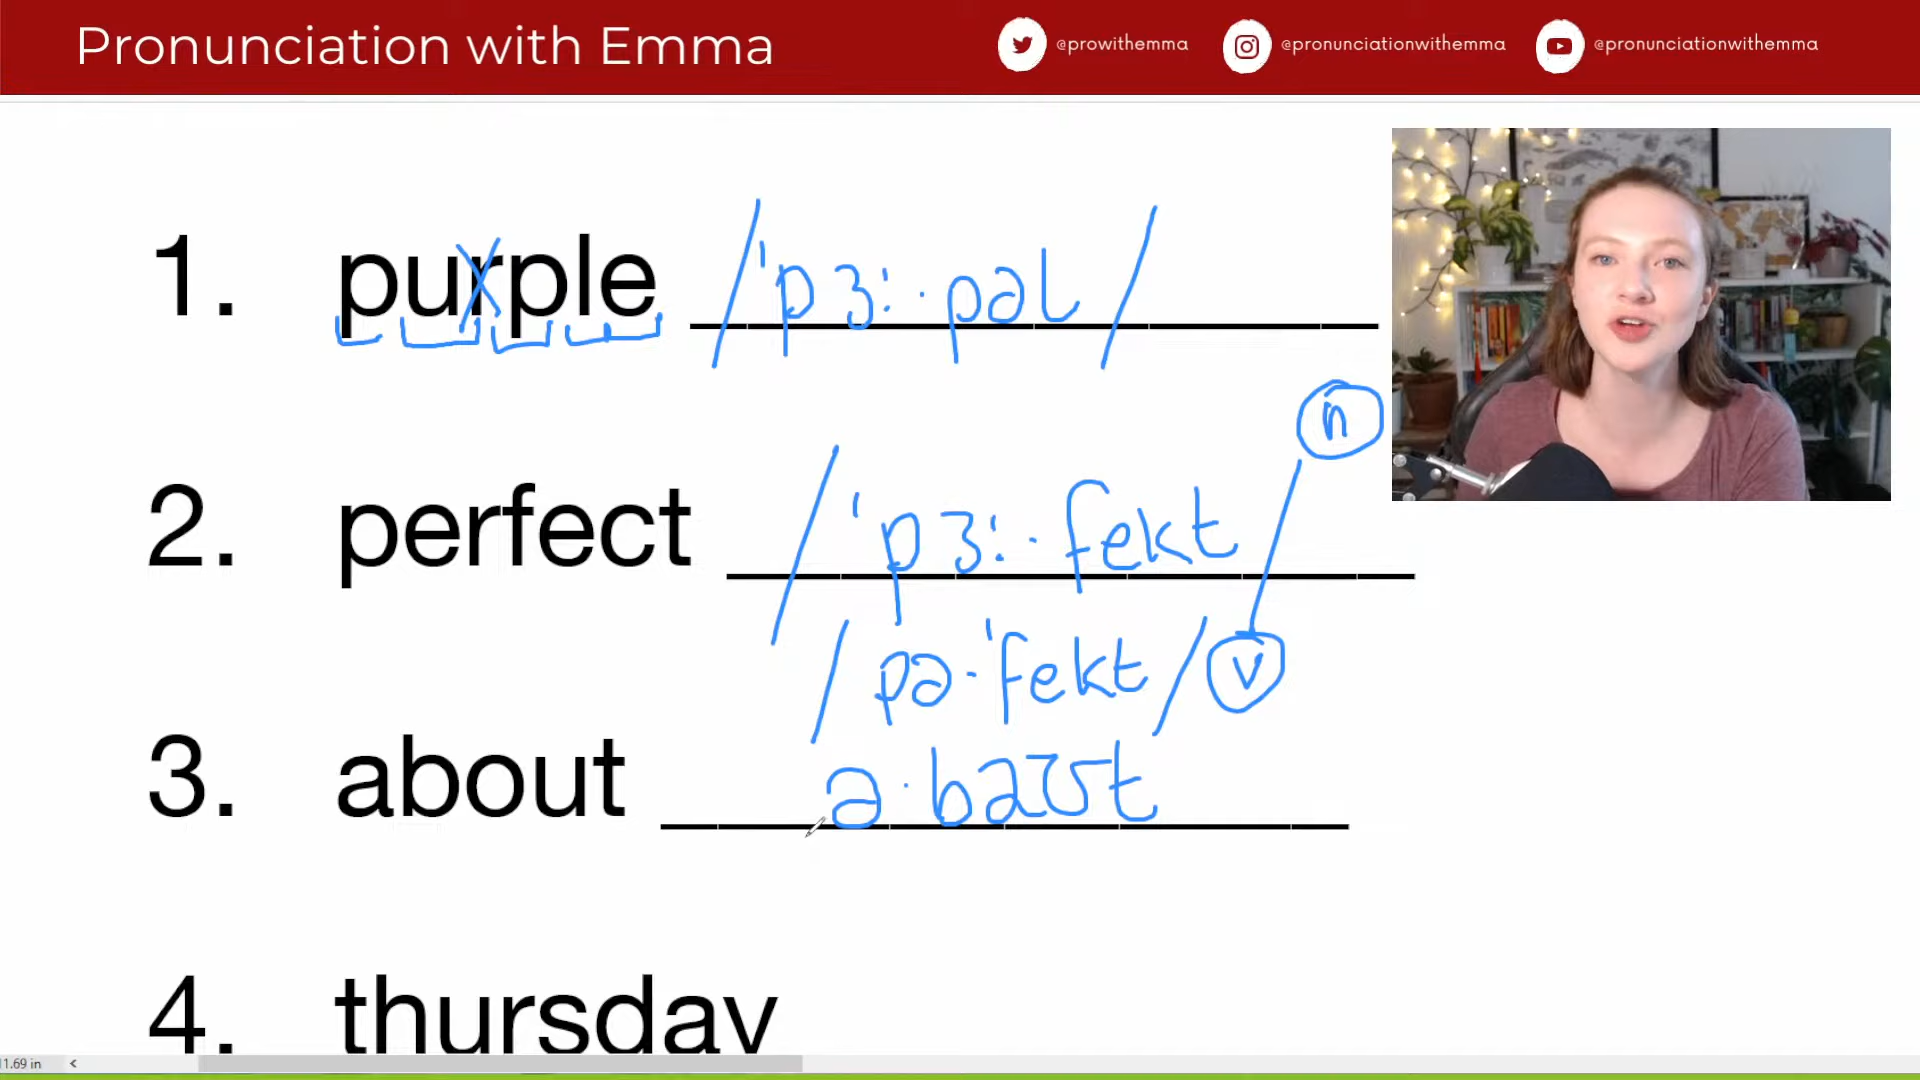 Pronunciation with Emma @prowithemma @pronunciationwithemma @pronunciationwithemma
1. purple /ˈpɜː·pəl/
n
2. perfect /ˈpɜː·fekt/
/pə·ˈfekt/ v
3. about ə·baʊt
4. thursday
11.69 in